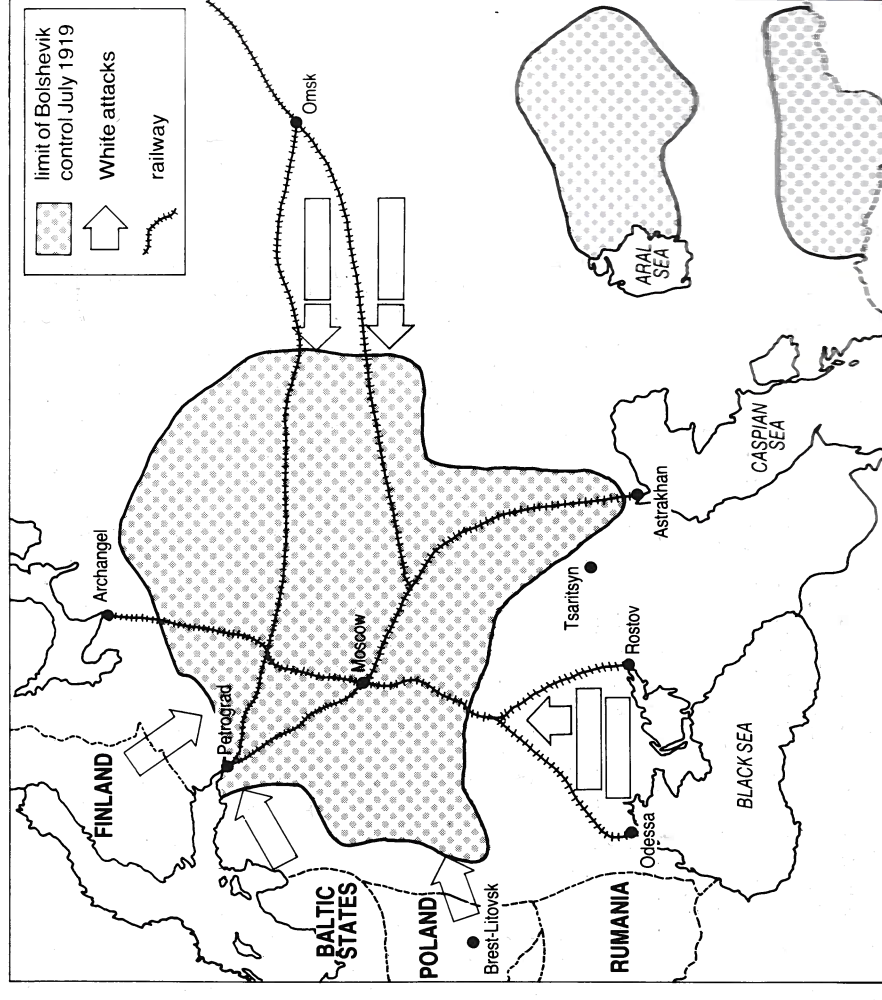 limit of Bolshevik
control July 1919
White attacks
railway
Omsk
Archangel
FINLAND
Petrograd
Moscow
ARAL
SEA
CASPIAN
SEA
Astrakhan
Tsaritsyn
Rostov
BALTIC
STATES
POLAND
Brest-Litovsk
RUMANIA
Odessa
BLACK SEA